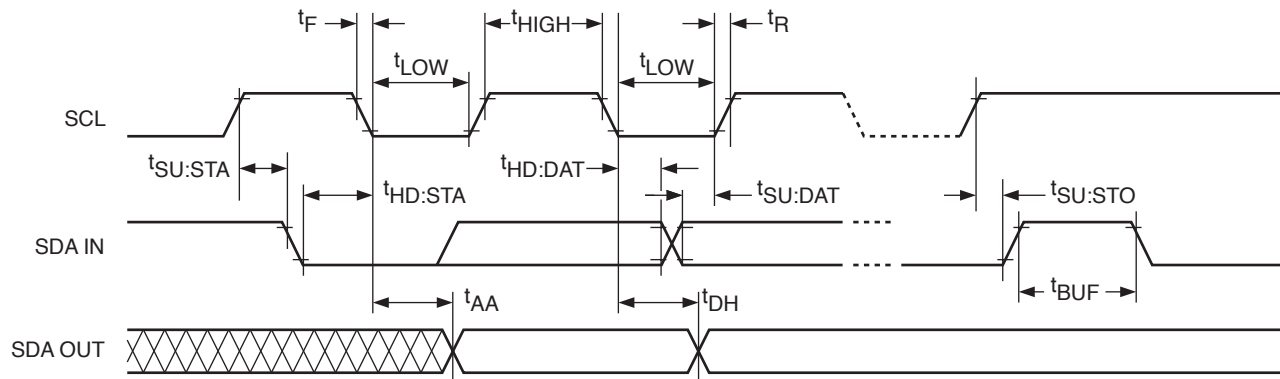 tF
tHIGH
tR
tLOW
tLOW
SCL
tSU:STA
tHD:DAT
tHD:STA
tSU:DAT
tSU:STO
SDA IN
tBUF
tAA
tDH
SDA OUT